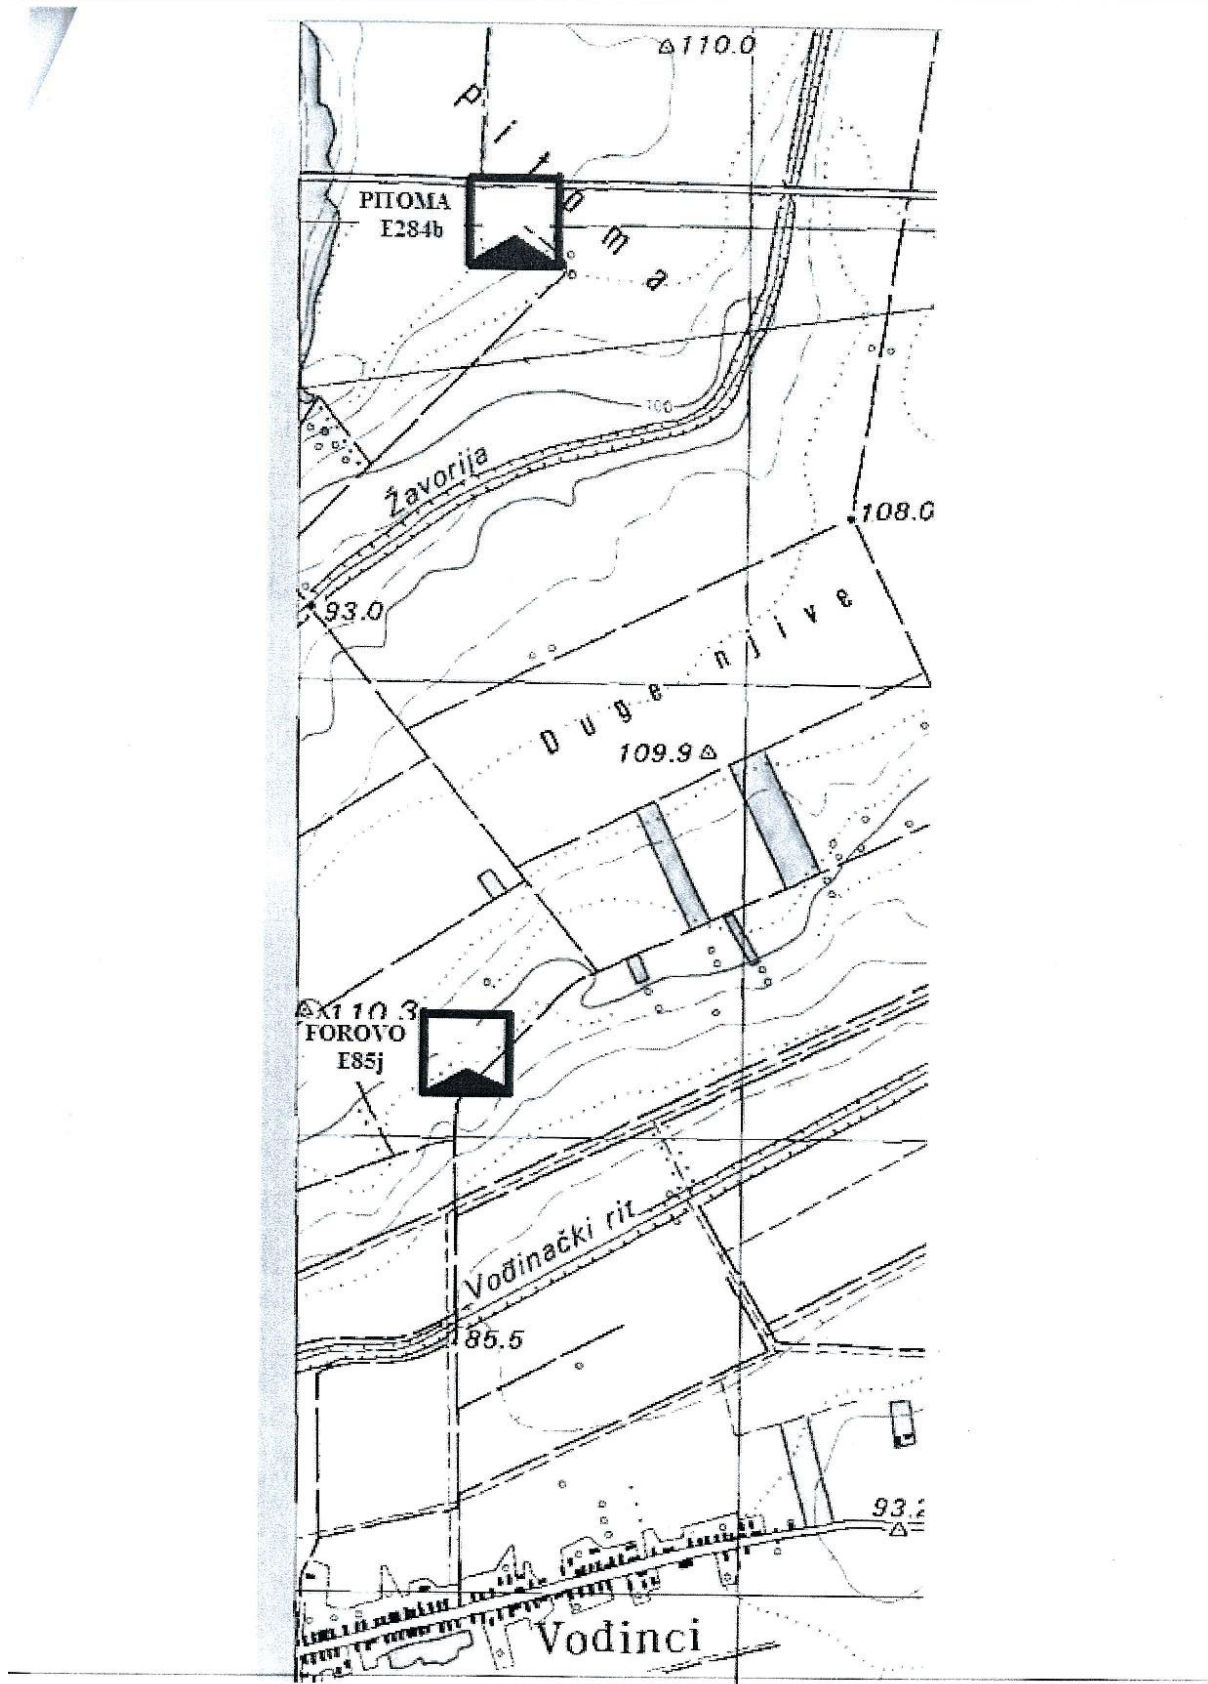 110.0
Pitoma
PITOMA
E284b
100
Žavorija
108.0
93.0
Duge njive
109.9
110.3
FOROVO
E85j
Vođinački rit
85.5
93.2
Vođinci